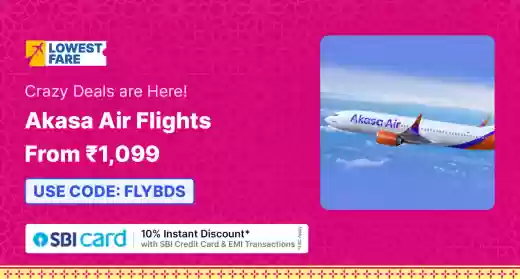 LOWEST
FARE
Crazy Deals are Here!
Akasa Air Flights
From ₹1,099
USE CODE: FLYBDS
SBI card
10% Instant Discount*
with SBI Credit Card & EMI Transactions
Akasa Air